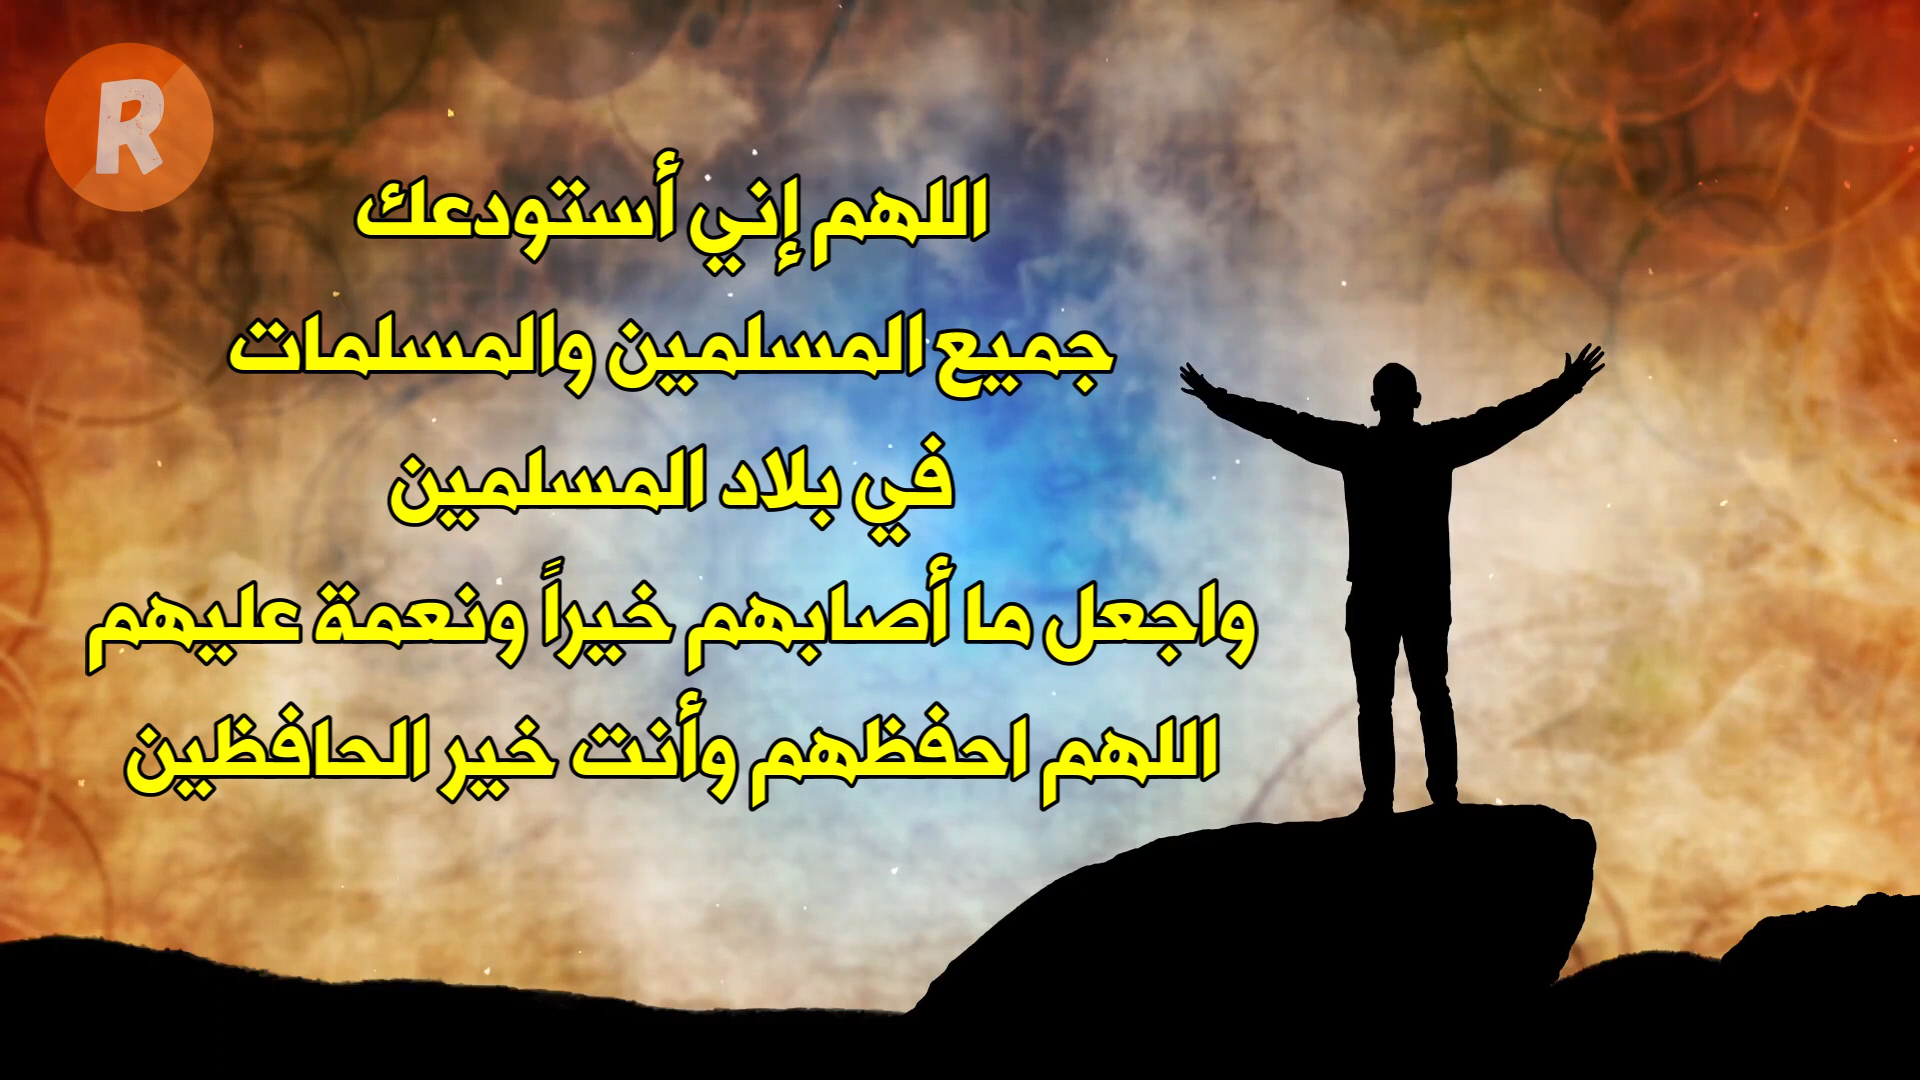 R
اللهم إني أستودعك
جميع المسلمين والمسلمات
في بلاد المسلمين
واجعل ما أصابهم خيراً ونعمة عليهم
اللهم احفظهم وأنت خير الحافظين